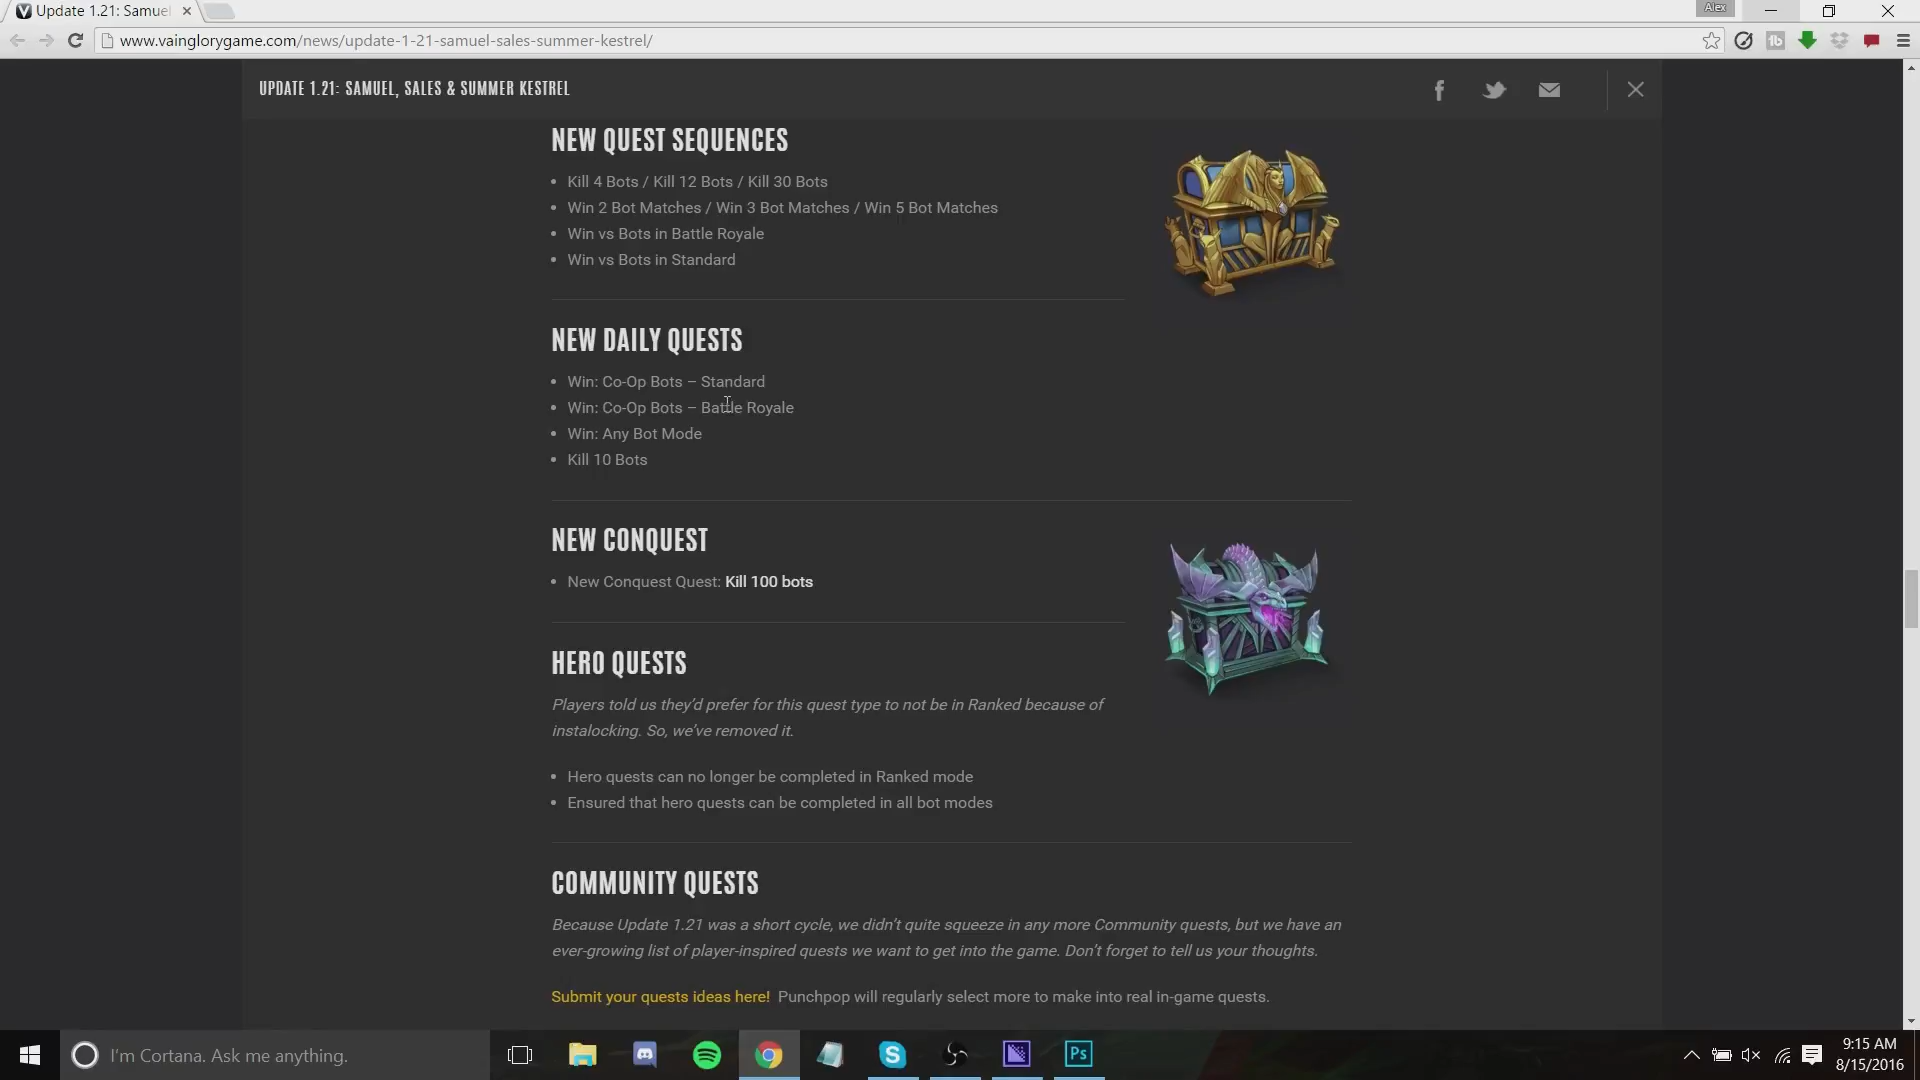 Update 1.21: Samuel
Alex
www.vainglorygame.com/news/update-1-21-samuel-sales-summer-kestrel/
UPDATE 1.21: SAMUEL, SALES & SUMMER KESTREL
NEW QUEST SEQUENCES
Kill 4 Bots / Kill 12 Bots / Kill 30 Bots
Win 2 Bot Matches / Win 3 Bot Matches / Win 5 Bot Matches
Win vs Bots in Battle Royale
Win vs Bots in Standard
NEW DAILY QUESTS
Win: Co-Op Bots – Standard
Win: Co-Op Bots – Battle Royale
Win: Any Bot Mode
Kill 10 Bots
NEW CONQUEST
New Conquest Quest: Kill 100 bots
HERO QUESTS
Players told us they’d prefer for this quest type to not be in Ranked because of
instalocking. So, we’ve removed it.
Hero quests can no longer be completed in Ranked mode
Ensured that hero quests can be completed in all bot modes
COMMUNITY QUESTS
Because Update 1.21 was a short cycle, we didn’t quite squeeze in any more Community quests, but we have an
ever-growing list of player-inspired quests we want to get into the game. Don’t forget to tell us your thoughts.
Submit your quests ideas here! Punchpop will regularly select more to make into real in-game quests.
I'm Cortana. Ask me anything.
Ps
9:15 AM
8/15/2016